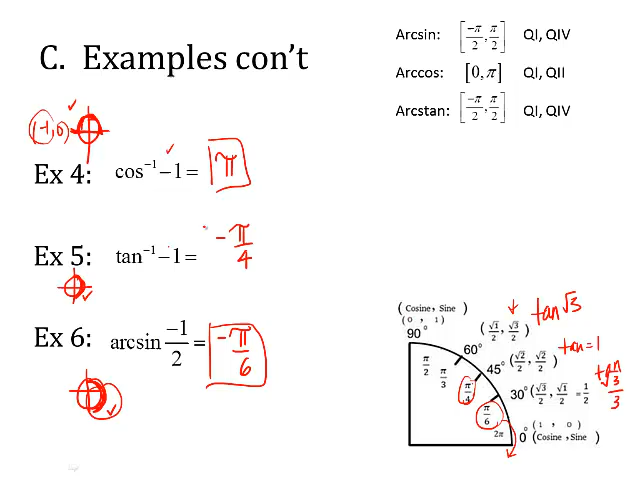 C. Examples con't
Arcsin: [-π/2, π/2] QI, QIV
Arccos: [0, π] QI, QII
Arcstan: [-π/2, π/2] QI, QIV
(-1,0) ✓
Ex 4: cos⁻¹ -1 = π ✓
Ex 5: tan⁻¹ -1 = -π/4
✓
Ex 6: arcsin -1/2 = -π/6
✓
(Cosine, Sine)
(0 , 1)
90°
π/2
60° (√1/2, √3/2) tan √3
π/3
45° (√2/2, √2/2) tan = 1
π/4
30° (√3/2, √1/2) = 1/2 tan √3/3
π/6
2π
0° (1 , 0)
(Cosine, Sine)